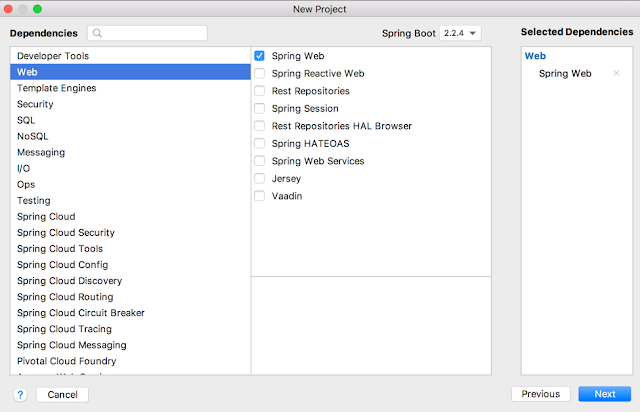 New Project
Dependencies
Spring Boot 2.2.4
Selected Dependencies
Developer Tools
Web
Template Engines
Security
SQL
NoSQL
Messaging
I/O
Ops
Testing
Spring Cloud
Spring Cloud Security
Spring Cloud Tools
Spring Cloud Config
Spring Cloud Discovery
Spring Cloud Routing
Spring Cloud Circuit Breaker
Spring Cloud Tracing
Spring Cloud Messaging
Pivotal Cloud Foundry
Spring Web
Spring Reactive Web
Rest Repositories
Spring Session
Rest Repositories HAL Browser
Spring HATEOAS
Spring Web Services
Jersey
Vaadin
Web
Spring Web
?
Cancel
Previous
Next